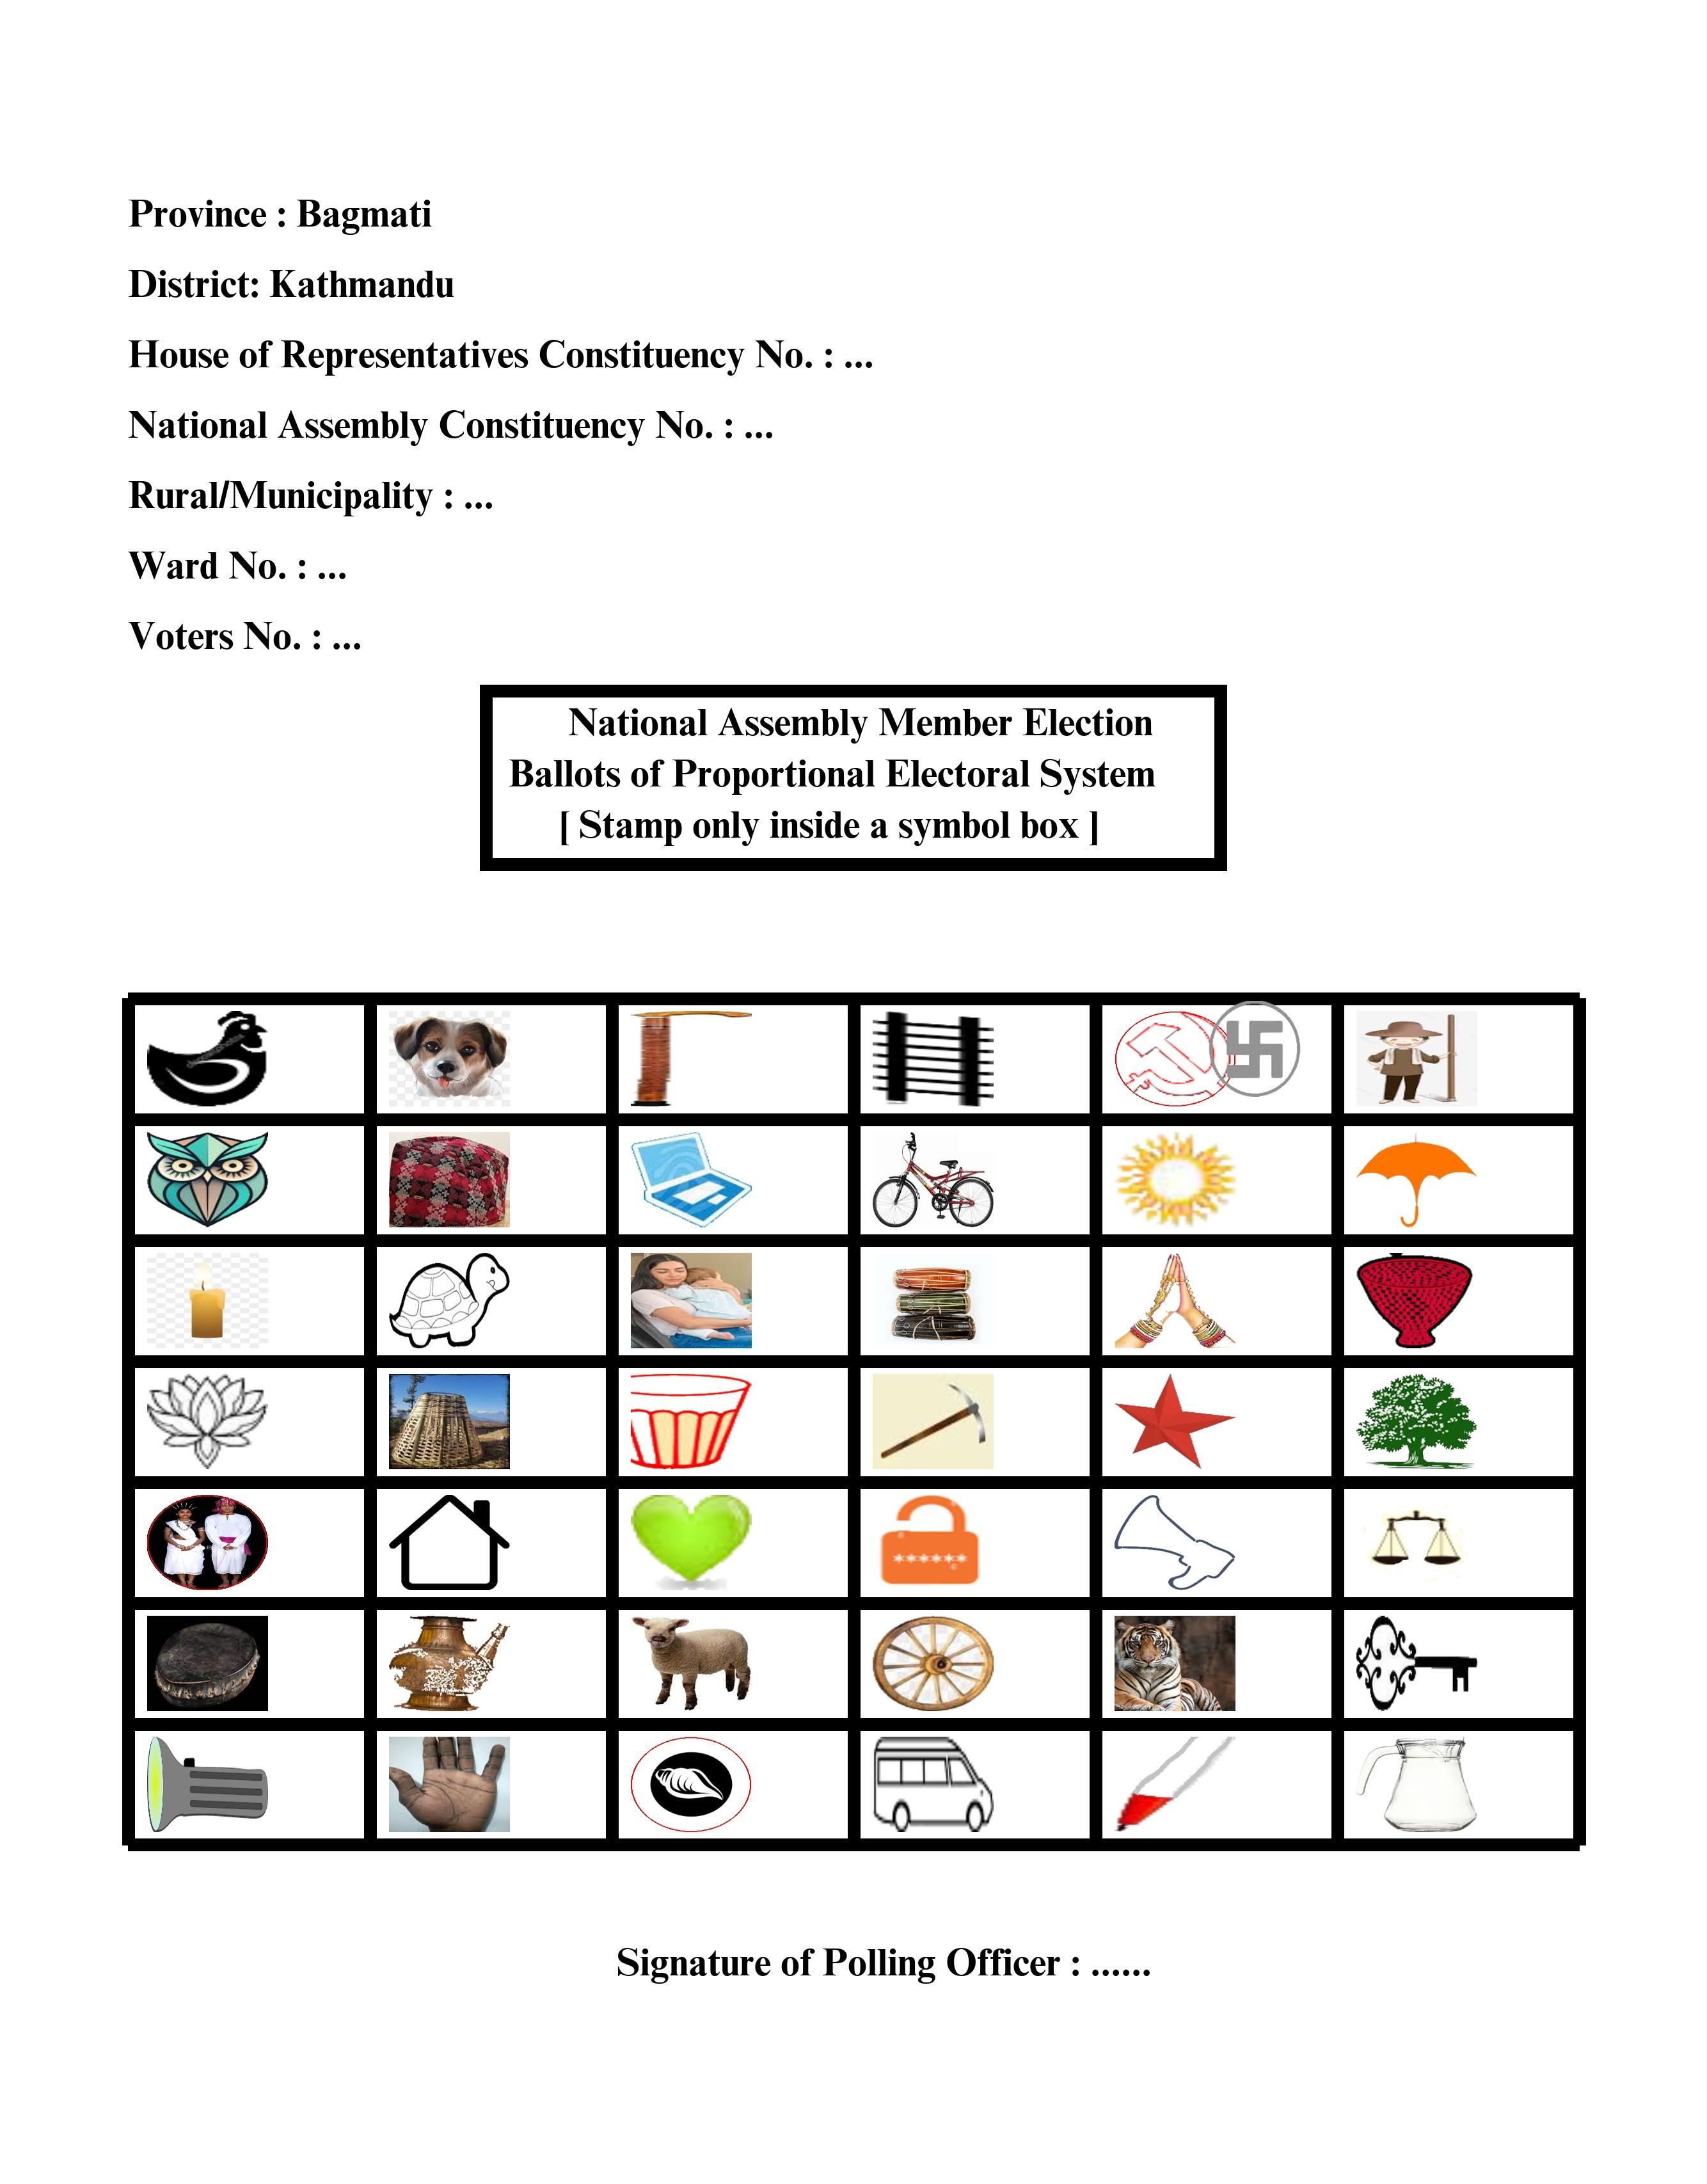 Province : Bagmati
District: Kathmandu
House of Representatives Constituency No. : ...
National Assembly Constituency No. : ...
Rural/Municipality : ...
Ward No. : ...
Voters No. : ...
National Assembly Member Election
Ballots of Proportional Electoral System
[ Stamp only inside a symbol box ]
******
Signature of Polling Officer : ......